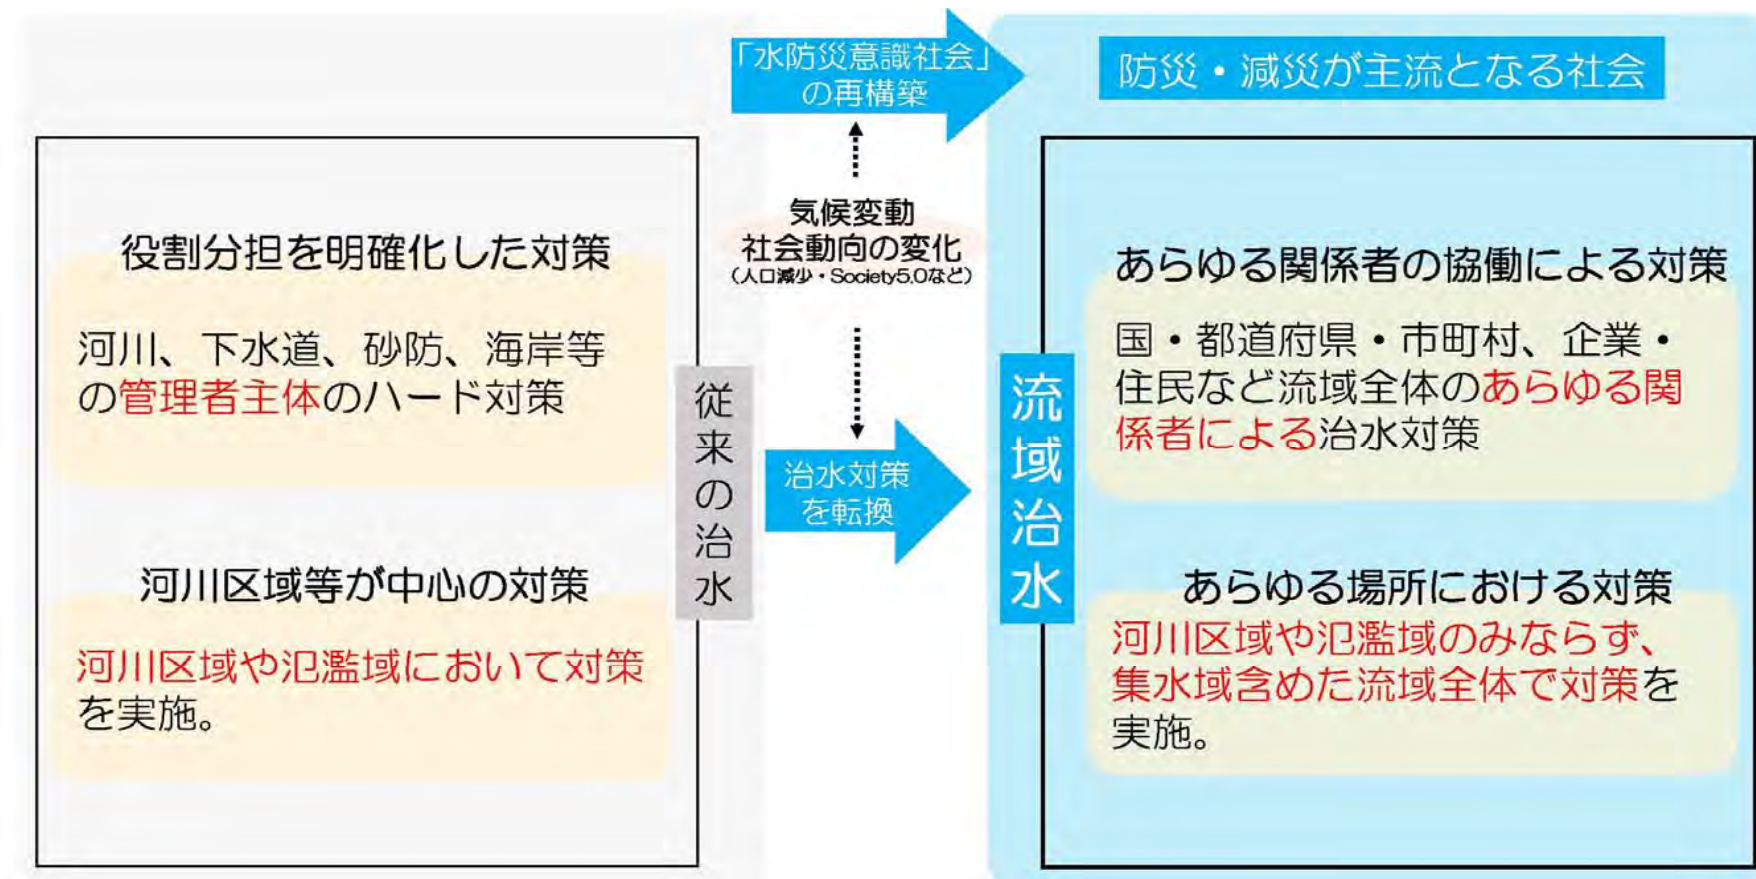 「水防災意識社会」
の再構築
防災・減災が主流となる社会
役割分担を明確化した対策
河川、下水道、砂防、海岸等
の管理者主体のハード対策
河川区域等が中心の対策
河川区域や氾濫域において対策
を実施。
従来の治水
気候変動
社会動向の変化
(人口減少・Society5.0など)
治水対策
を転換
流域治水
あらゆる関係者の協働による対策
国・都道府県・市町村、企業・
住民など流域全体のあらゆる関
係者による治水対策
あらゆる場所における対策
河川区域や氾濫域のみならず、
集水域含めた流域全体で対策を
実施。